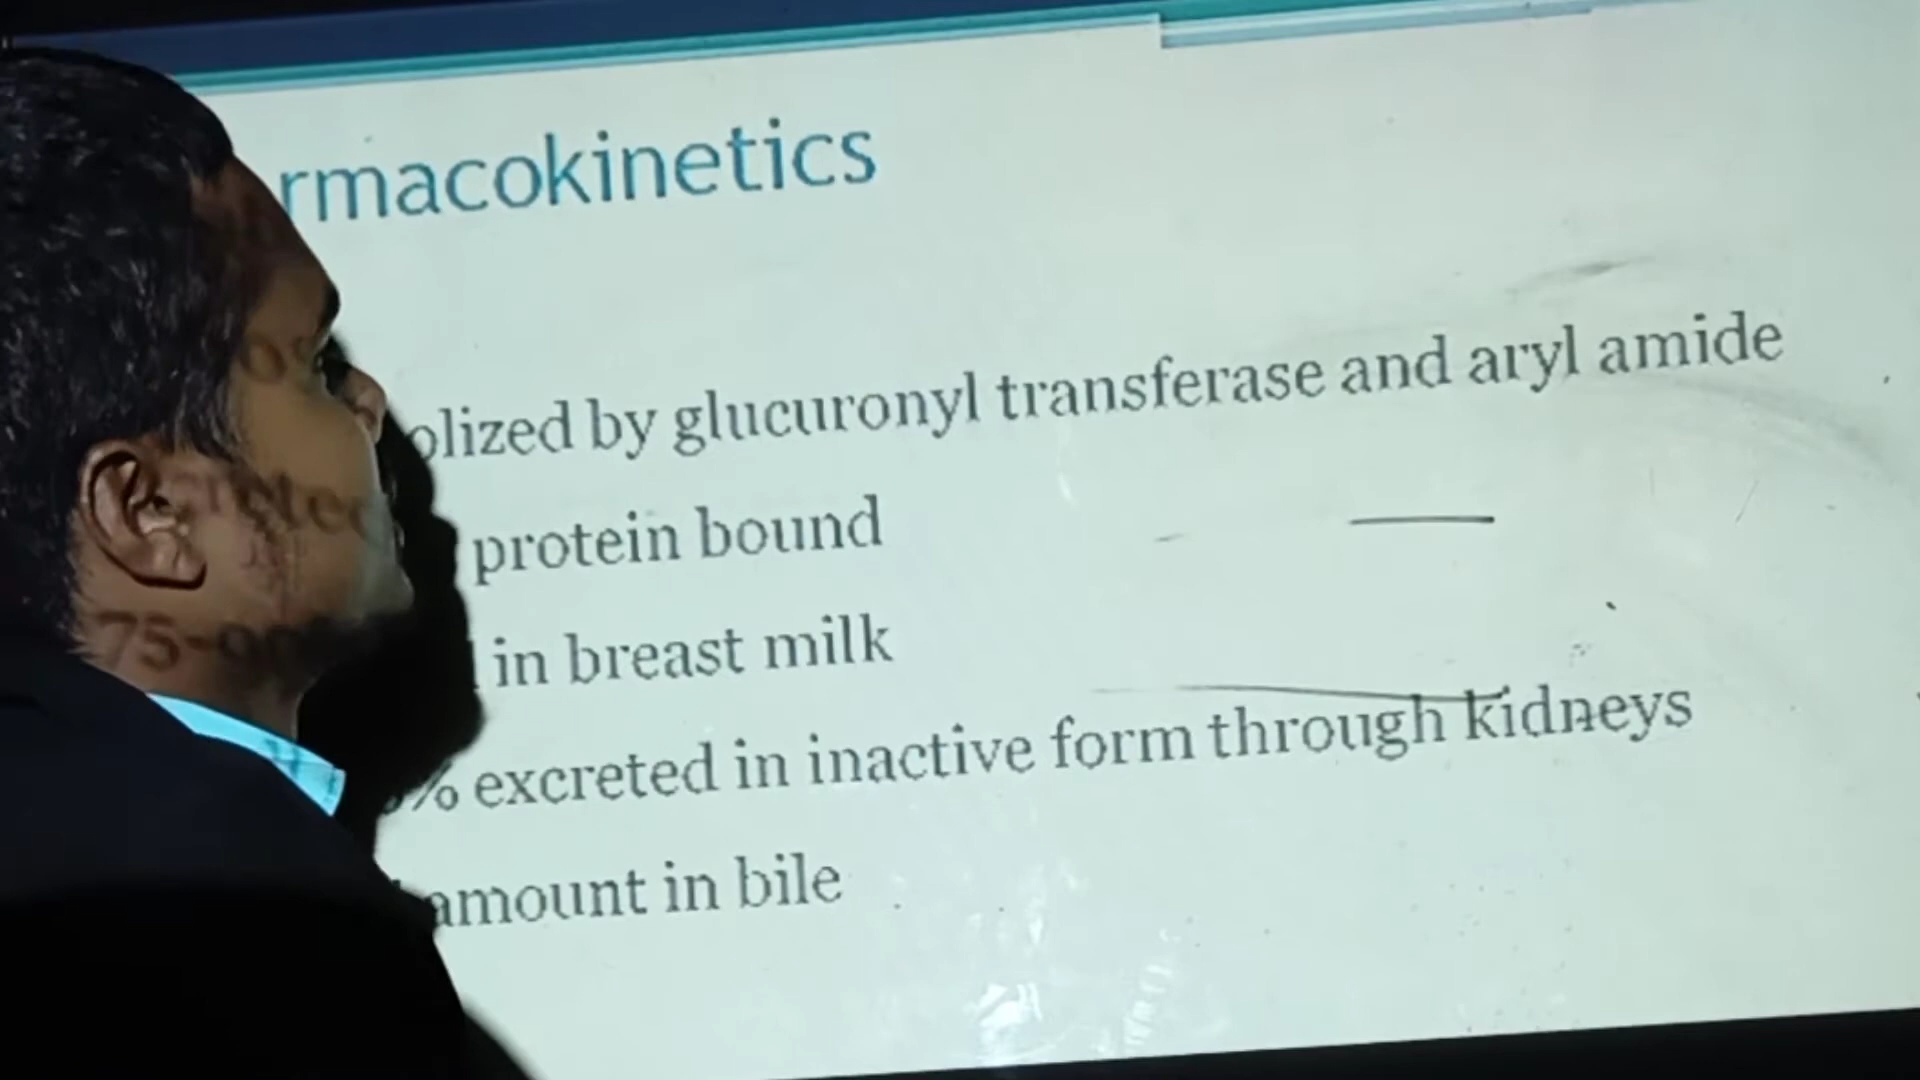 rmacokinetics
olized by glucuronyl transferase and aryl amide
protein bound
in breast milk
% excreted in inactive form through kidneys
amount in bile